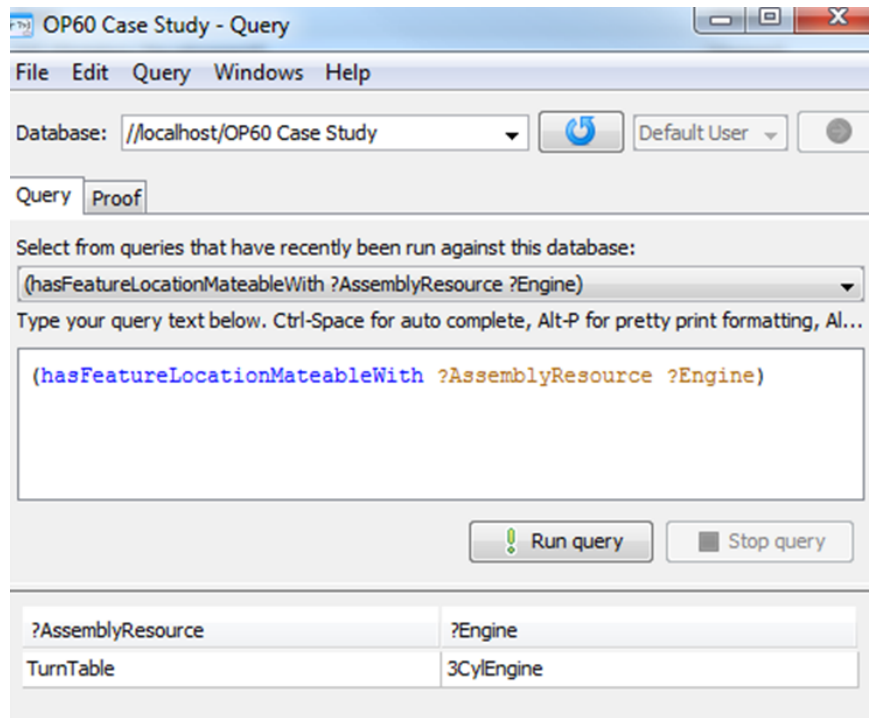 OP60 Case Study - Query
File Edit Query Windows Help
Database: //localhost/OP60 Case Study Default User
Query Proof
Select from queries that have recently been run against this database:
(hasFeatureLocationMateableWith ?AssemblyResource ?Engine)
Type your query text below. Ctrl-Space for auto complete, Alt-P for pretty print formatting, Al...
(hasFeatureLocationMateableWith ?AssemblyResource ?Engine)
Run query Stop query
?AssemblyResource ?Engine
TurnTable 3CylEngine